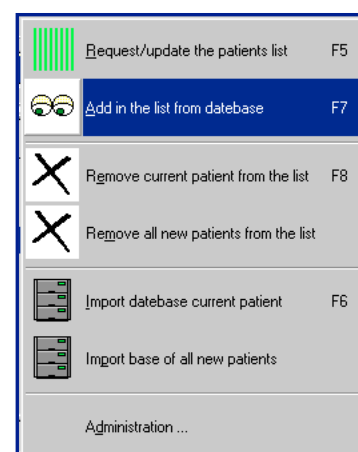 Request/update the patients list F5
Add in the list from datebase F7
Remove current patient from the list F8
Remove all new patients from the list
Import datebase current patient F6
Import base of all new patients
Administration ...